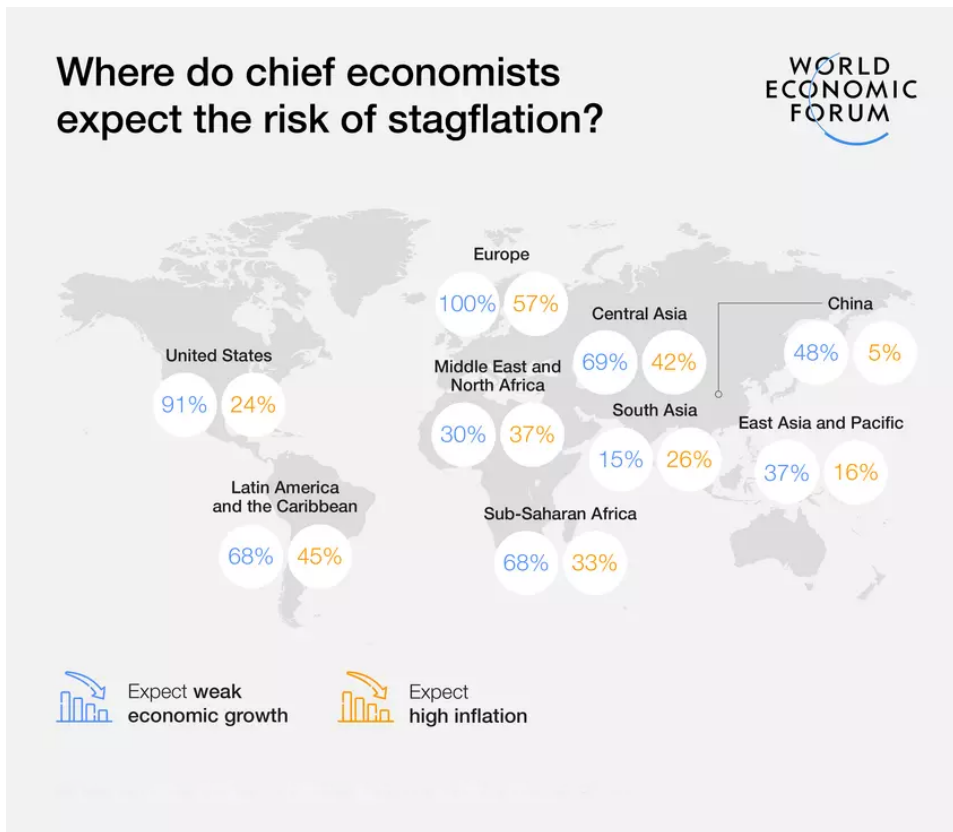 Where do chief economists
expect the risk of stagflation?
WORLD
ECONOMIC
FORUM
Europe
100% 57%
Central Asia
69% 42%
China
48% 5%
United States
91% 24%
Middle East and
North Africa
30% 37%
South Asia
15% 26%
East Asia and Pacific
37% 16%
Latin America
and the Caribbean
68% 45%
Sub-Saharan Africa
68% 33%
Expect weak
economic growth
Expect
high inflation